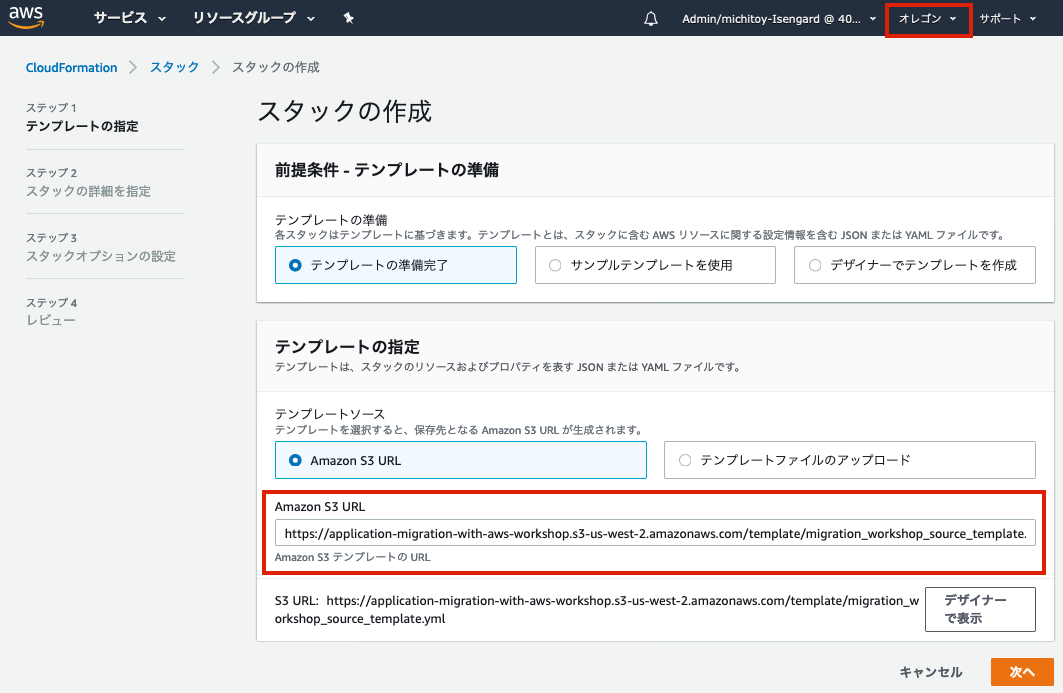 aws
サービス
リソースグループ
Admin/michitoy-Isengard @ 40...
オレゴン
サポート
CloudFormation
スタック
スタックの作成
ステップ 1
テンプレートの指定
ステップ 2
スタックの詳細を指定
ステップ 3
スタックオプションの設定
ステップ 4
レビュー
スタックの作成
前提条件 - テンプレートの準備
テンプレートの準備
各スタックはテンプレートに基づきます。テンプレートとは、スタックに含む AWS リソースに関する設定情報を含む JSON または YAML ファイルです。
テンプレートの準備完了
サンプルテンプレートを使用
デザイナーでテンプレートを作成
テンプレートの指定
テンプレートは、スタックのリソースおよびプロパティを表す JSON または YAML ファイルです。
テンプレートソース
テンプレートを選択すると、保存先となる Amazon S3 URL が生成されます。
Amazon S3 URL
テンプレートファイルのアップロード
Amazon S3 URL
https://application-migration-with-aws-workshop.s3-us-west-2.amazonaws.com/template/migration_workshop_source_template.
Amazon S3 テンプレートの URL
S3 URL: https://application-migration-with-aws-workshop.s3-us-west-2.amazonaws.com/template/migration_w
orkshop_source_template.yml
デザイナー
で表示
キャンセル
次へ